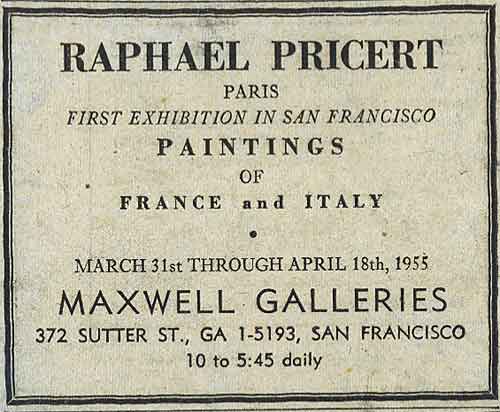 RAPHAEL PRICERT
PARIS
FIRST EXHIBITION IN SAN FRANCISCO
PAINTINGS
OF
FRANCE and ITALY
•
MARCH 31st THROUGH APRIL 18th, 1955
MAXWELL GALLERIES
372 SUTTER ST., GA 1-5193, SAN FRANCISCO
10 to 5:45 daily